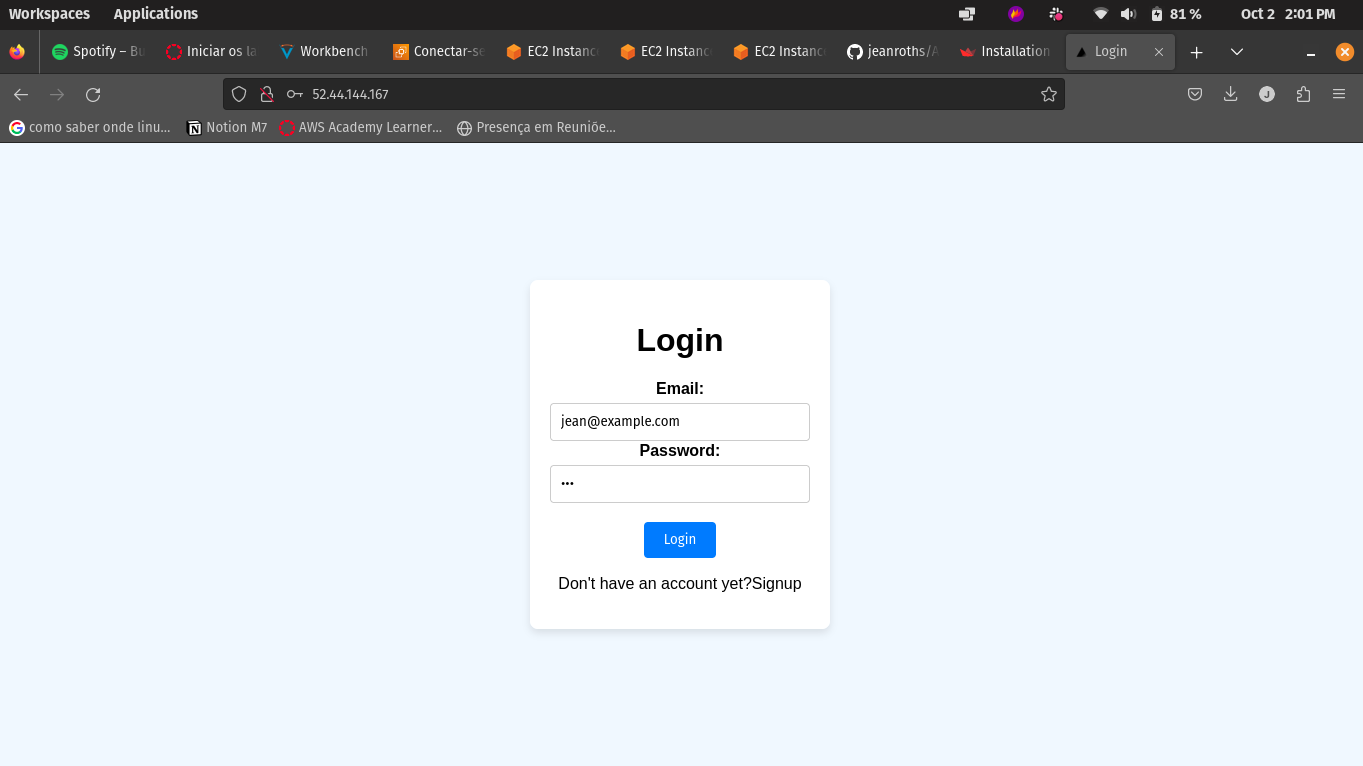 Workspaces Applications 81 % Oct 2 2:01 PM
Spotify – Bu Iniciar os la Workbench Conectar-se EC2 Instanc EC2 Instanc EC2 Instanc jeanroths/A Installation Login
52.44.144.167 J
como saber onde linu... Notion M7 AWS Academy Learner... Presença em Reuniõe...
Login
Email:
jean@example.com
Password:
•••
Login
Don't have an account yet?Signup